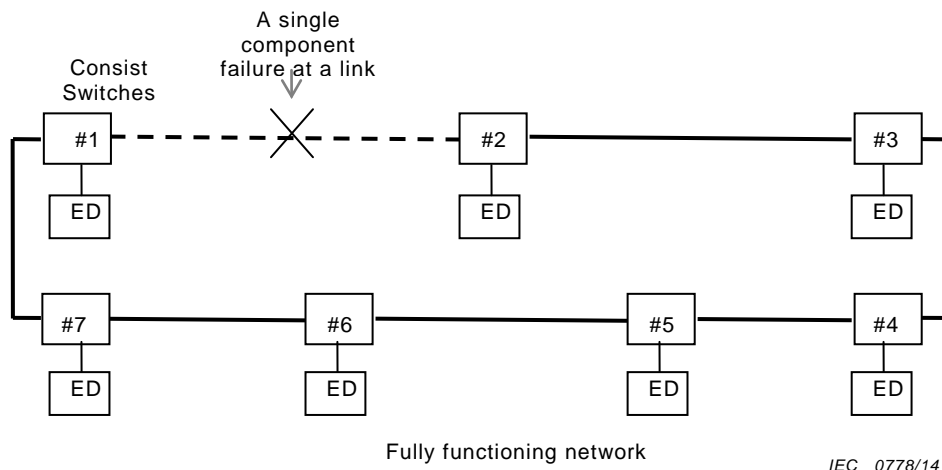 A single
component
failure at a link
Consist
Switches
#1
#2
#3
ED
ED
ED
#7
#6
#5
#4
ED
ED
ED
ED
Fully functioning network
IEC 0778/14